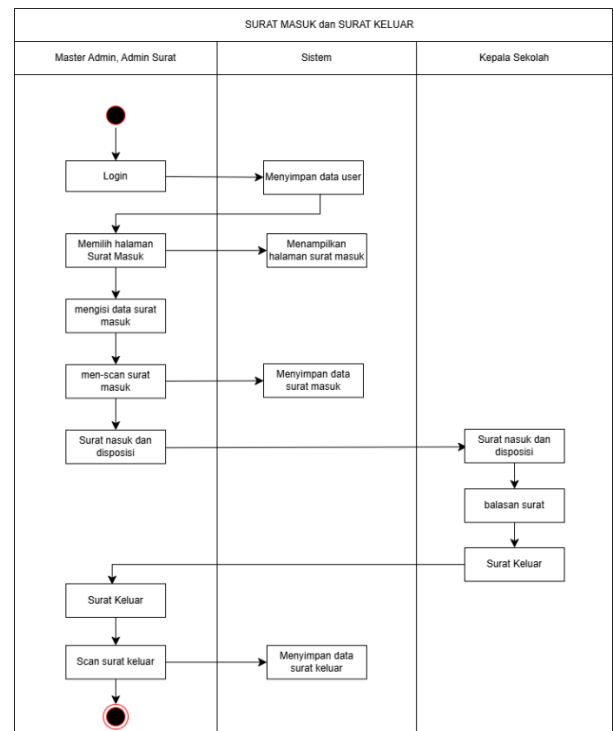 SURAT MASUK dan SURAT KELUAR
Master Admin, Admin Surat
Sistem
Kepala Sekolah
Login
Menyimpan data user
Memilih halaman
Surat Masuk
Menampilkan
halaman surat masuk
mengisi data surat
masuk
men-scan surat
masuk
Menyimpan data
surat masuk
Surat nasuk dan
disposisi
Surat nasuk dan
disposisi
balasan surat
Surat Keluar
Surat Keluar
Scan surat keluar
Menyimpan data
surat keluar